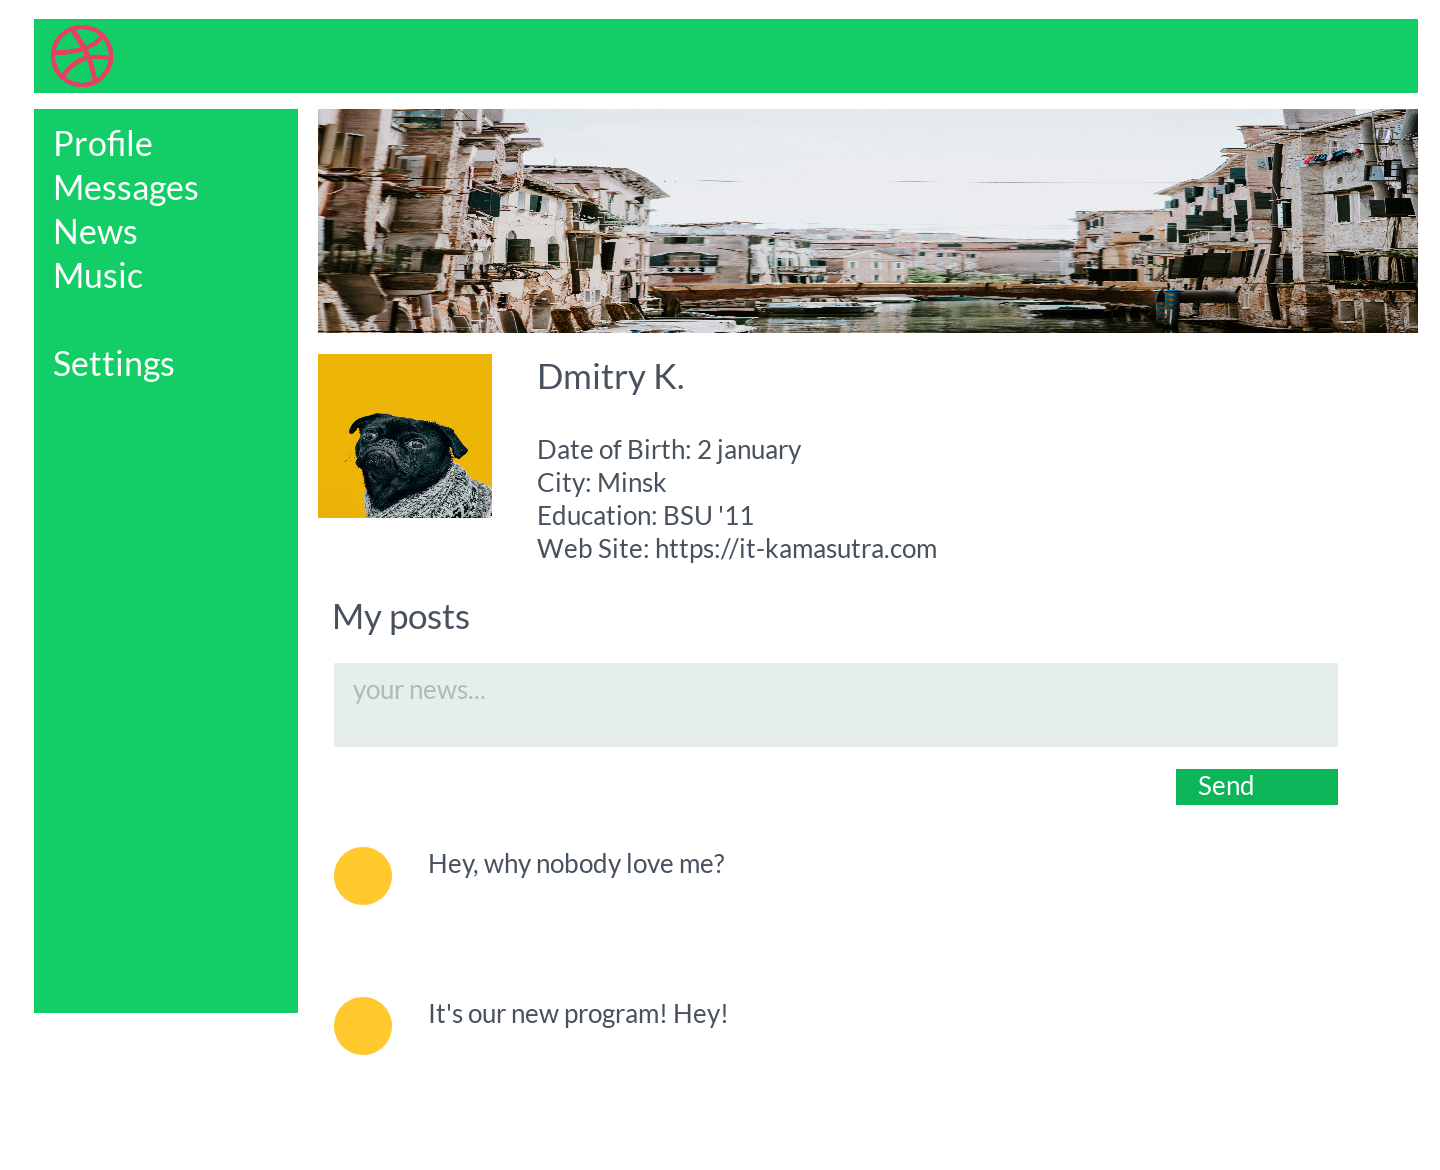 Profile
Messages
News
Music
Settings
Dmitry K.
Date of Birth: 2 january
City: Minsk
Education: BSU '11
Web Site: https://it-kamasutra.com
My posts
your news...
Send
Hey, why nobody love me?
It's our new program! Hey!